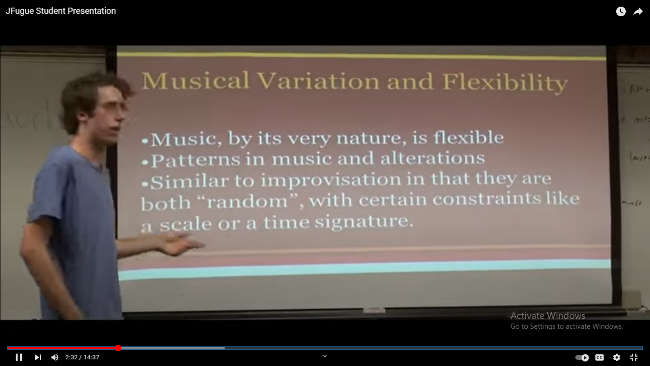 JFugue Student Presentation
Musical Variation and Flexibility
•Music, by its very nature, is flexible
•Patterns in music and alterations
•Similar to improvisation in that they are
both “random”, with certain constraints like
a scale or a time signature.
Activate Windows
Go to Settings to activate Windows.
2:32 / 14:37